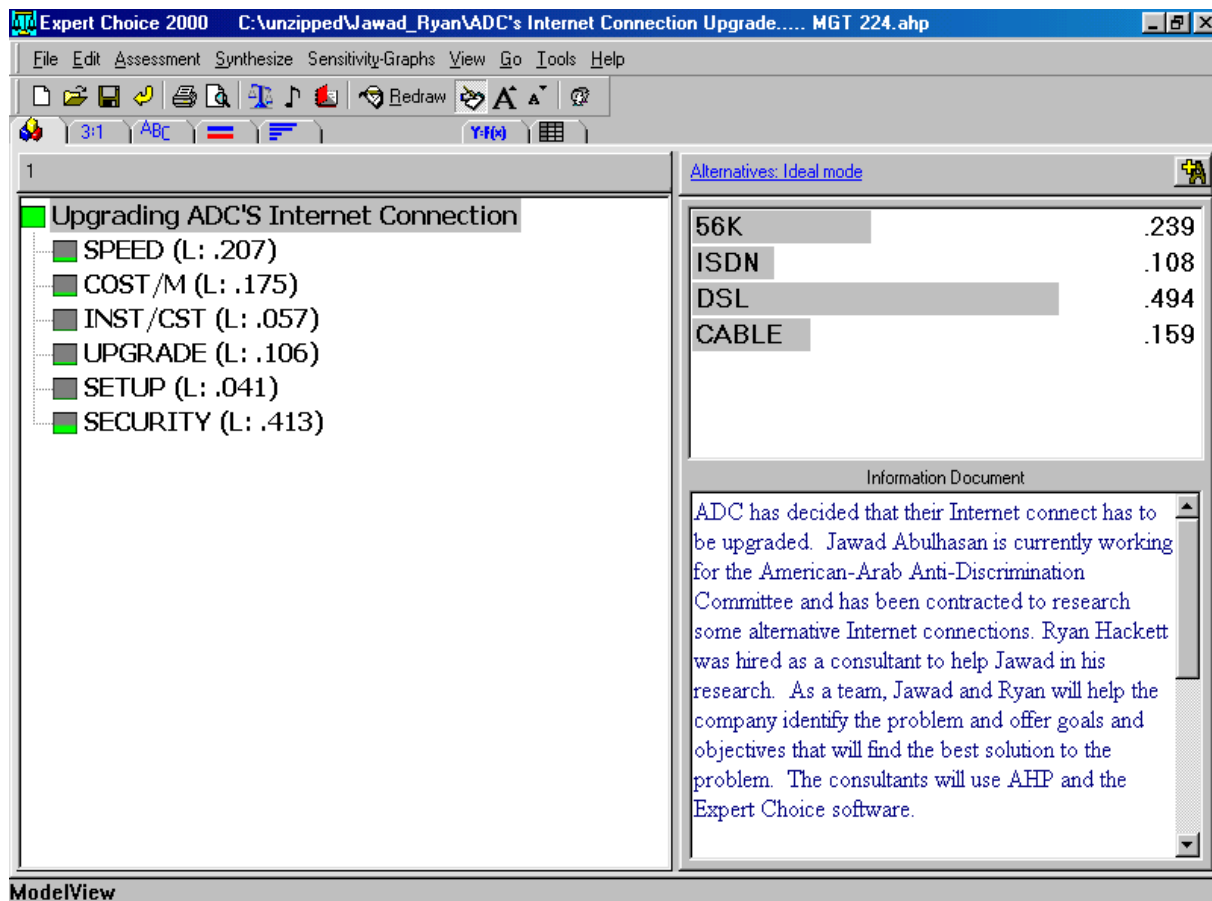 Expert Choice 2000 C:\unzipped\Jawad_Ryan\ADC's Internet Connection Upgrade..... MGT 224.ahp
File Edit Assessment Synthesize Sensitivity-Graphs View Go Tools Help
Redraw A A
3:1 ABC Y=F(x)
1
Upgrading ADC'S Internet Connection
SPEED (L: .207)
COST/M (L: .175)
INST/CST (L: .057)
UPGRADE (L: .106)
SETUP (L: .041)
SECURITY (L: .413)
Alternatives: Ideal mode
56K .239
ISDN .108
DSL .494
CABLE .159
Information Document
ADC has decided that their Internet connect has to
be upgraded. Jawad Abulhasan is currently working
for the American-Arab Anti-Discrimination
Committee and has been contracted to research
some alternative Internet connections. Ryan Hackett
was hired as a consultant to help Jawad in his
research. As a team, Jawad and Ryan will help the
company identify the problem and offer goals and
objectives that will find the best solution to the
problem. The consultants will use AHP and the
Expert Choice software.
ModelView